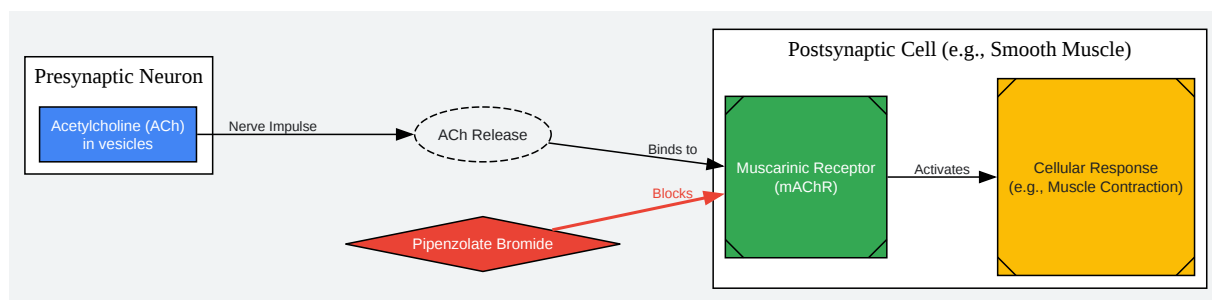 Presynaptic Neuron
Acetylcholine (ACh)
in vesicles
Nerve Impulse
ACh Release
Binds to
Blocks
Pipenzolate Bromide
Postsynaptic Cell (e.g., Smooth Muscle)
Muscarinic Receptor
(mAChR)
Activates
Cellular Response
(e.g., Muscle Contraction)